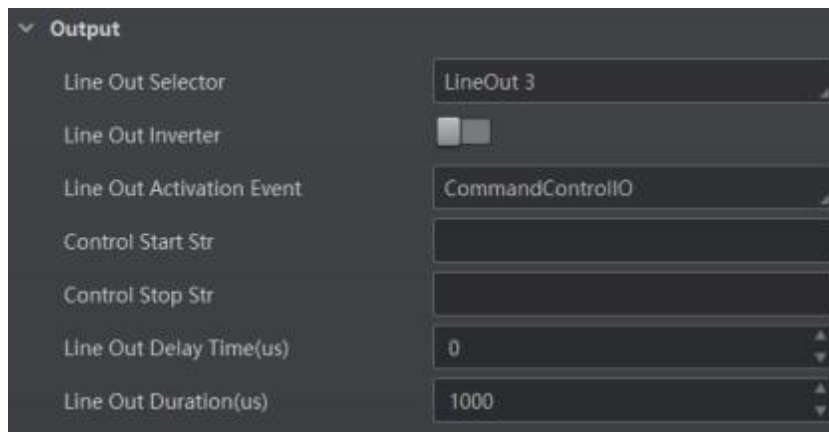 Output
Line Out Selector LineOut 3
Line Out Inverter
Line Out Activation Event CommandControlIO
Control Start Str
Control Stop Str
Line Out Delay Time(us) 0
Line Out Duration(us) 1000